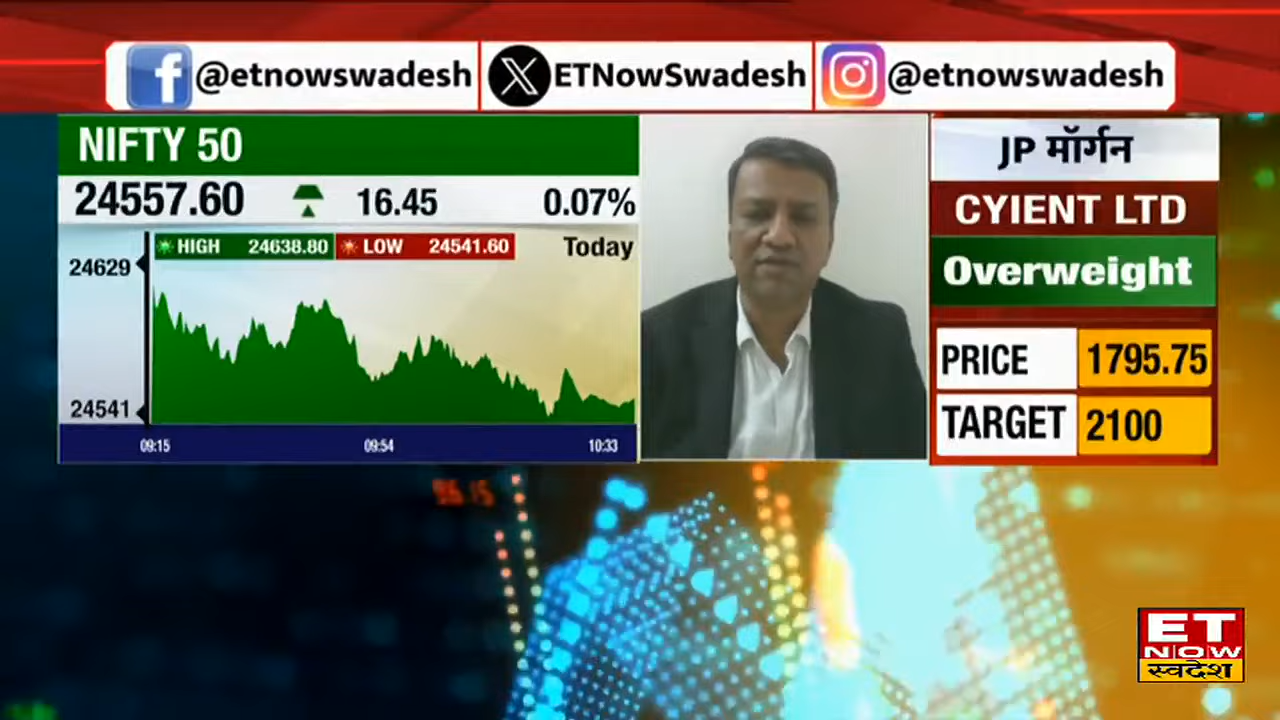 @etnowswadesh ETNowSwadesh @etnowswadesh
NIFTY 50
24557.60 16.45 0.07%
HIGH 24638.80 LOW 24541.60 Today
24629
24541
09:15 09:54 10:33
JP मॉर्गन
CYIENT LTD
Overweight
PRICE 1795.75
TARGET 2100
ET
NOW
स्वदेश